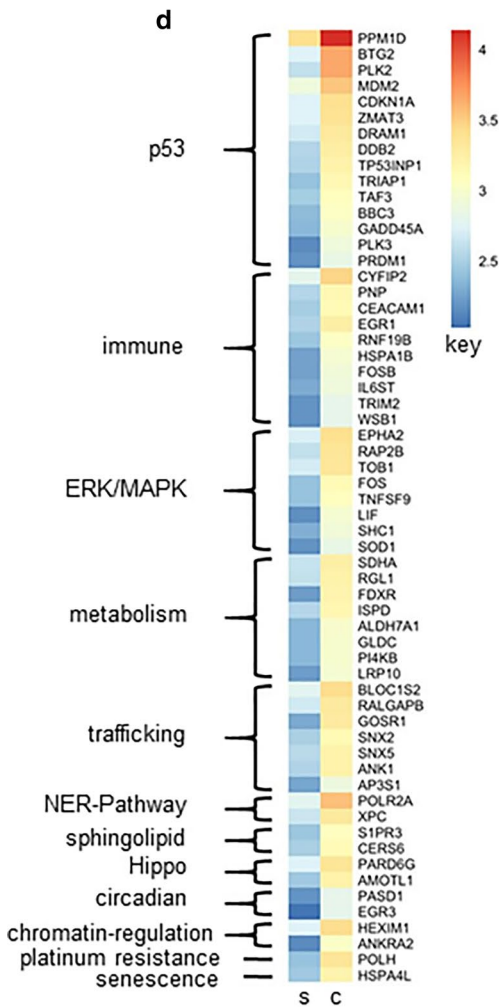 d
p53
PPM1D
BTG2
PLK2
MDM2
CDKN1A
ZMAT3
DRAM1
DDB2
TP53INP1
TRIAP1
TAF3
BBC3
GADD45A
PLK3
PRDM1
immune
CYFIP2
PNP
CEACAM1
EGR1
RNF19B
HSPA1B
FOSB
IL6ST
TRIM2
WSB1
ERK/MAPK
EPHA2
RAP2B
TOB1
FOS
TNFSF9
LIF
SHC1
SOD1
metabolism
SDHA
RGL1
FDXR
ISPD
ALDH7A1
GLDC
PI4KB
LRP10
trafficking
BLOC1S2
RALGAPB
GOSR1
SNX2
SNX5
ANK1
AP3S1
NER-Pathway
POLR2A
XPC
sphingolipid
S1PR3
CERS6
Hippo
PARD6G
AMOTL1
circadian
PASD1
EGR3
chromatin-regulation
HEXIM1
ANKRA2
platinum resistance
POLH
senescence
HSPA4L
s c
4
3.5
3
2.5
key